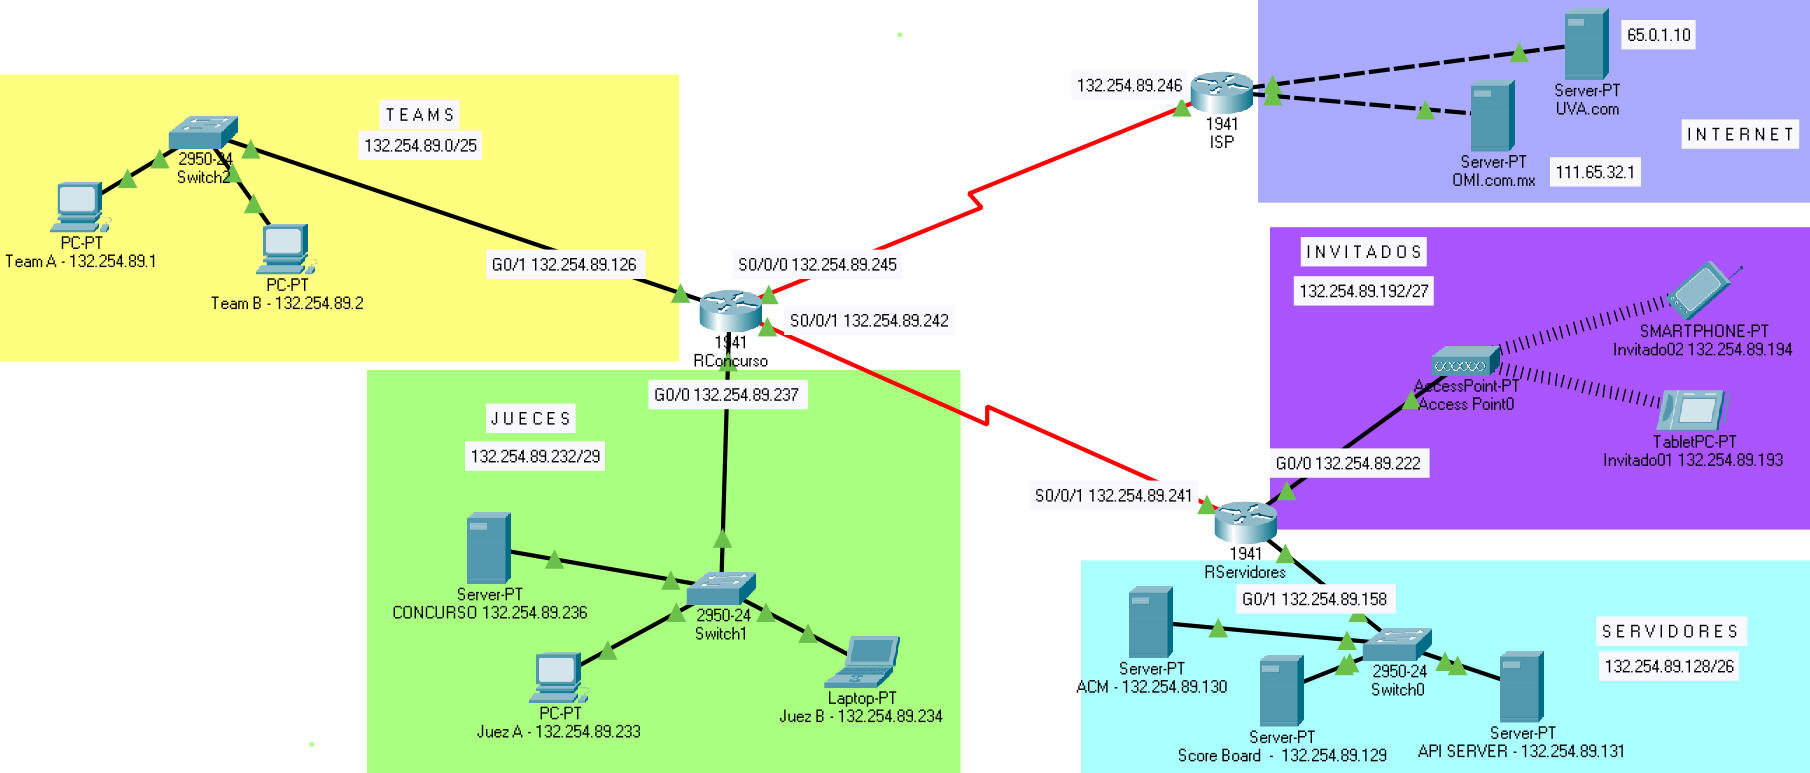 TEAMS
132.254.89.0/25
2950-24
Switch2
PC-PT
Team A - 132.254.89.1
PC-PT
Team B - 132.254.89.2
G0/1 132.254.89.126
S0/0/0 132.254.89.245
S0/0/1 132.254.89.242
1941
RConcurso
G0/0 132.254.89.237
JUECES
132.254.89.232/29
Server-PT
CONCURSO 132.254.89.236
2950-24
Switch1
PC-PT
Juez A - 132.254.89.233
Laptop-PT
Juez B - 132.254.89.234
132.254.89.246
1941
ISP
65.0.1.10
Server-PT
UVA.com
INTERNET
Server-PT
OMI.com.mx
111.65.32.1
INVITADOS
132.254.89.192/27
SMARTPHONE-PT
Invitado02 132.254.89.194
AccessPoint-PT
Access Point0
TabletPC-PT
Invitado01 132.254.89.193
G0/0 132.254.89.222
S0/0/1 132.254.89.241
1941
RServidores
G0/1 132.254.89.158
SERVIDORES
132.254.89.128/26
Server-PT
ACM - 132.254.89.130
2950-24
Switch0
Server-PT
Score Board - 132.254.89.129
Server-PT
API SERVER - 132.254.89.131